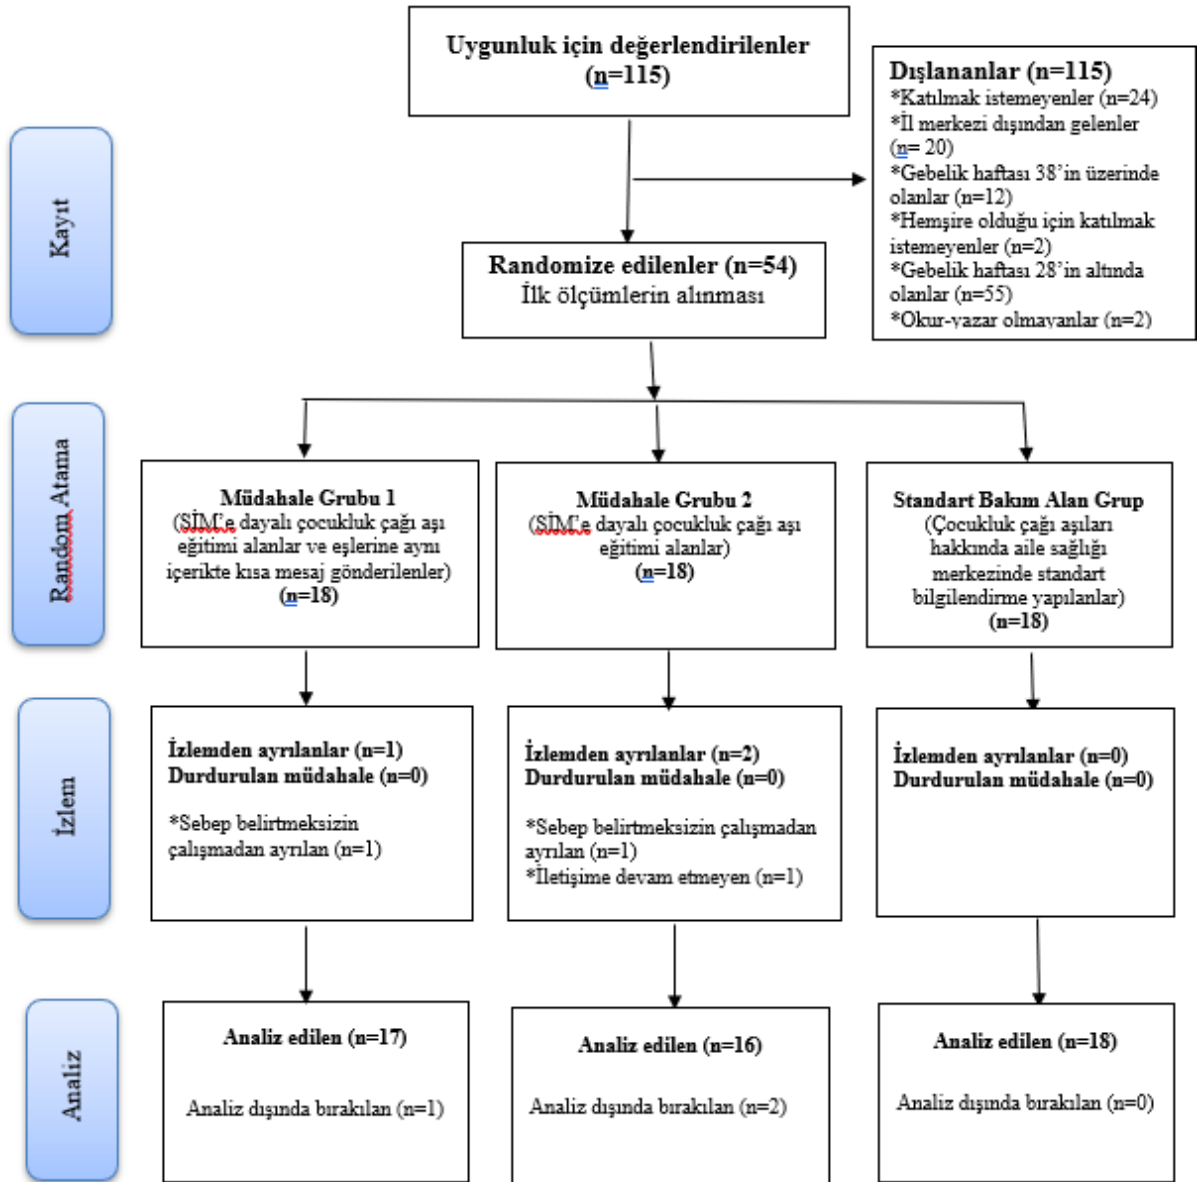 Uygunluk için değerlendirilenler
(n=115)
Dışlananlar (n=115)
*Katılmak istemeyenler (n=24)
*İl merkezi dışından gelenler
(n= 20)
*Gebelik haftası 38’in üzerinde
olanlar (n=12)
*Hemşire olduğu için katılmak
istemeyenler (n=2)
*Gebelik haftası 28’in altında
olanlar (n=55)
*Okur-yazar olmayanlar (n=2)
Kayıt
Randomize edilenler (n=54)
İlk ölçümlerin alınması
Random Atama
Müdahale Grubu 1
(SİM’e dayalı çocukluk çağı aşı
eğitimi alanlar ve eşlerine aynı
içerikte kısa mesaj gönderilenler)
(n=18)
Müdahale Grubu 2
(SİM’e dayalı çocukluk çağı aşı
eğitimi alanlar)
(n=18)
Standart Bakım Alan Grup
(Çocukluk çağı aşıları
hakkında aile sağlığı
merkezinde standart
bilgilendirme yapılanlar)
(n=18)
İzlem
İzlemden ayrılanlar (n=1)
Durdurulan müdahale (n=0)
*Sebep belirtmeksizin
çalışmadan ayrılan (n=1)
İzlemden ayrılanlar (n=2)
Durdurulan müdahale (n=0)
*Sebep belirtmeksizin çalışmadan
ayrılan (n=1)
*İletişime devam etmeyen (n=1)
İzlemden ayrılanlar (n=0)
Durdurulan müdahale (n=0)
Analiz
Analiz edilen (n=17)
Analiz dışında bırakılan (n=1)
Analiz edilen (n=16)
Analiz dışında bırakılan (n=2)
Analiz edilen (n=18)
Analiz dışında bırakılan (n=0)